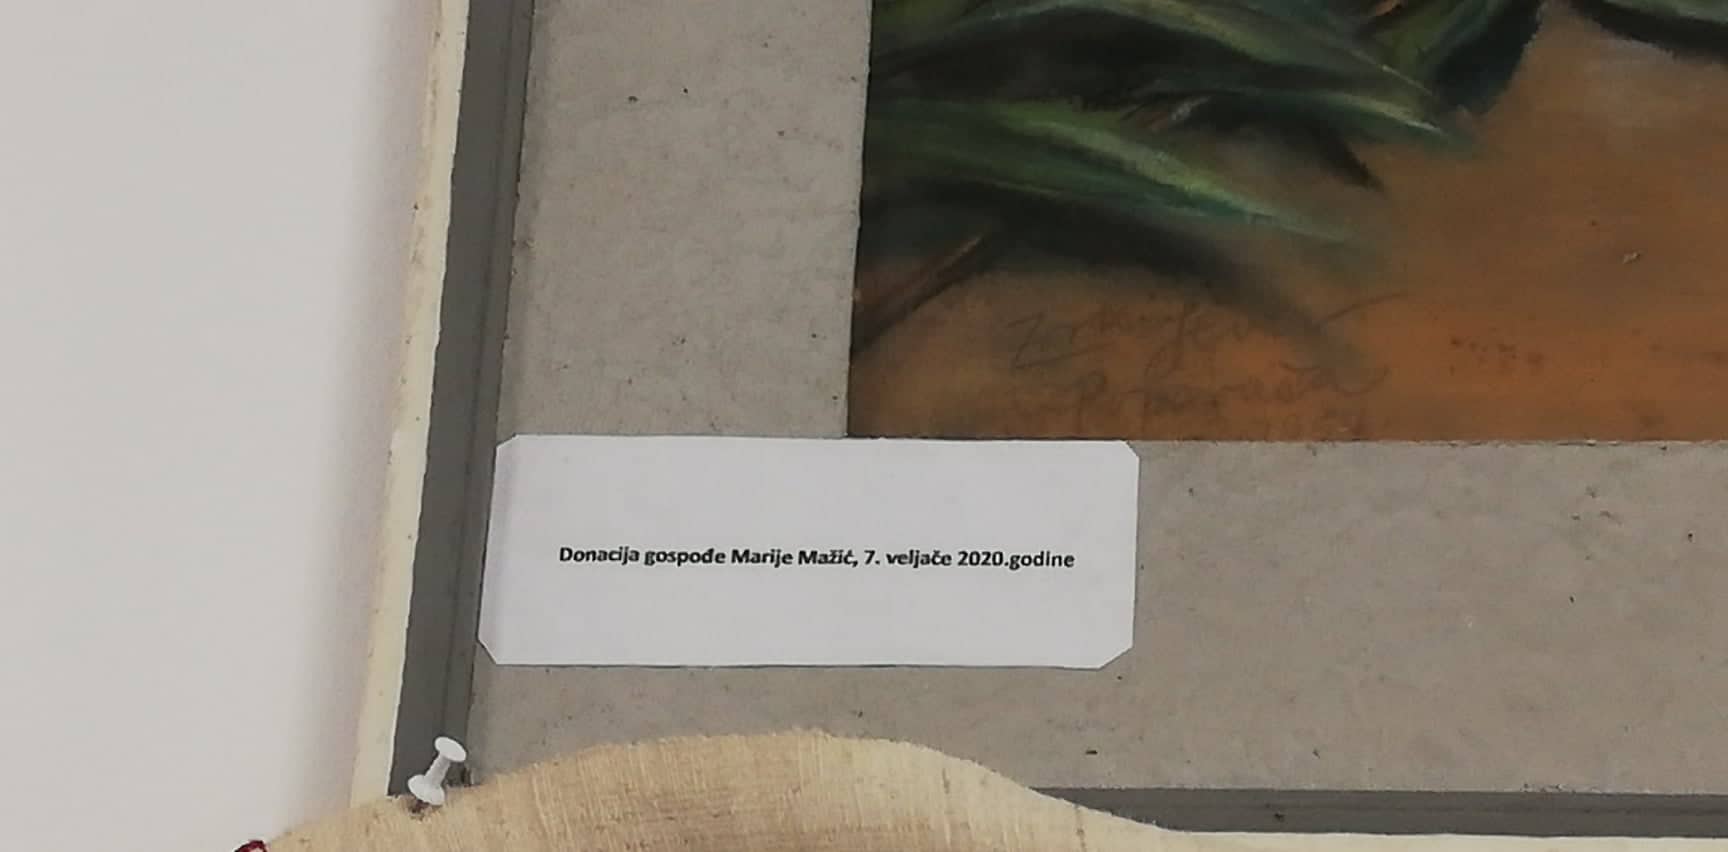 Donacija gospođe Marije Mažić, 7. veljače 2020.godine